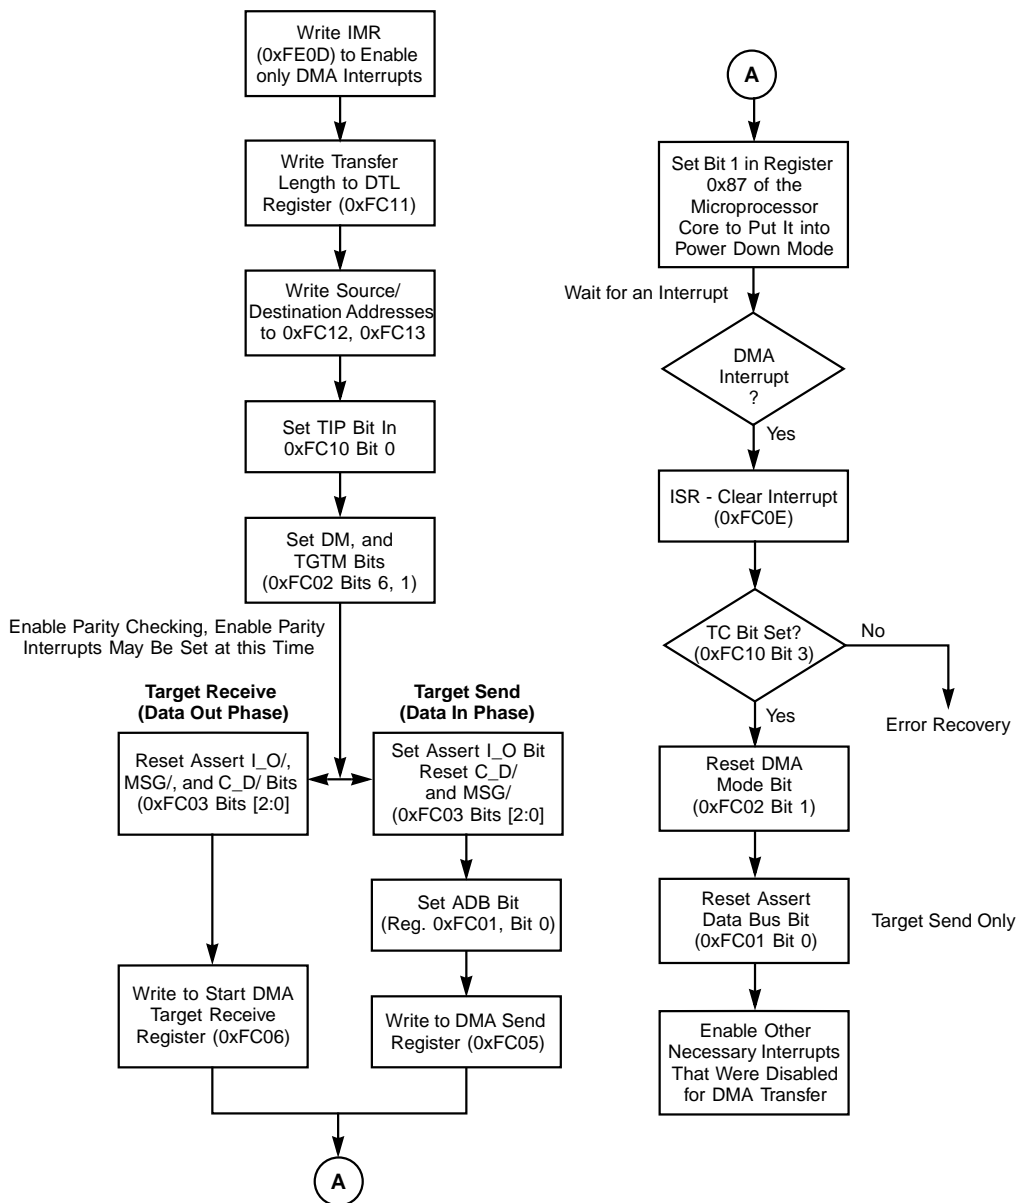 Write IMR
(0xFE0D) to Enable
only DMA Interrupts
Write Transfer
Length to DTL
Register (0xFC11)
Write Source/
Destination Addresses
to 0xFC12, 0xFC13
Set TIP Bit In
0xFC10 Bit 0
Set DM, and
TGTM Bits
(0xFC02 Bits 6, 1)
Enable Parity Checking, Enable Parity
Interrupts May Be Set at this Time
Target Receive
(Data Out Phase)
Reset Assert I_O/,
MSG/, and C_D/ Bits
(0xFC03 Bits [2:0]
Write to Start DMA
Target Receive
Register (0xFC06)
Target Send
(Data In Phase)
Set Assert I_O Bit
Reset C_D/
and MSG/
(0xFC03 Bits [2:0]
Set ADB Bit
(Reg. 0xFC01, Bit 0)
Write to DMA Send
Register (0xFC05)
A
A
Set Bit 1 in Register
0x87 of the
Microprocessor
Core to Put It into
Power Down Mode
Wait for an Interrupt
DMA
Interrupt
?
Yes
ISR - Clear Interrupt
(0xFC0E)
TC Bit Set?
(0xFC10 Bit 3)
No
Error Recovery
Yes
Reset DMA
Mode Bit
(0xFC02 Bit 1)
Reset Assert
Data Bus Bit
(0xFC01 Bit 0)
Target Send Only
Enable Other
Necessary Interrupts
That Were Disabled
for DMA Transfer